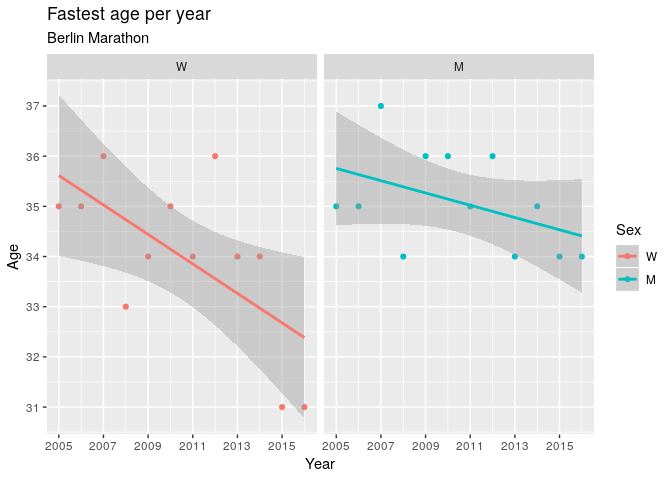 Fastest age per year
Berlin Marathon
W M
37
36
35
34
33
32
31
Age
2005 2007 2009 2011 2013 2015 2005 2007 2009 2011 2013 2015
Year
Sex
W
M